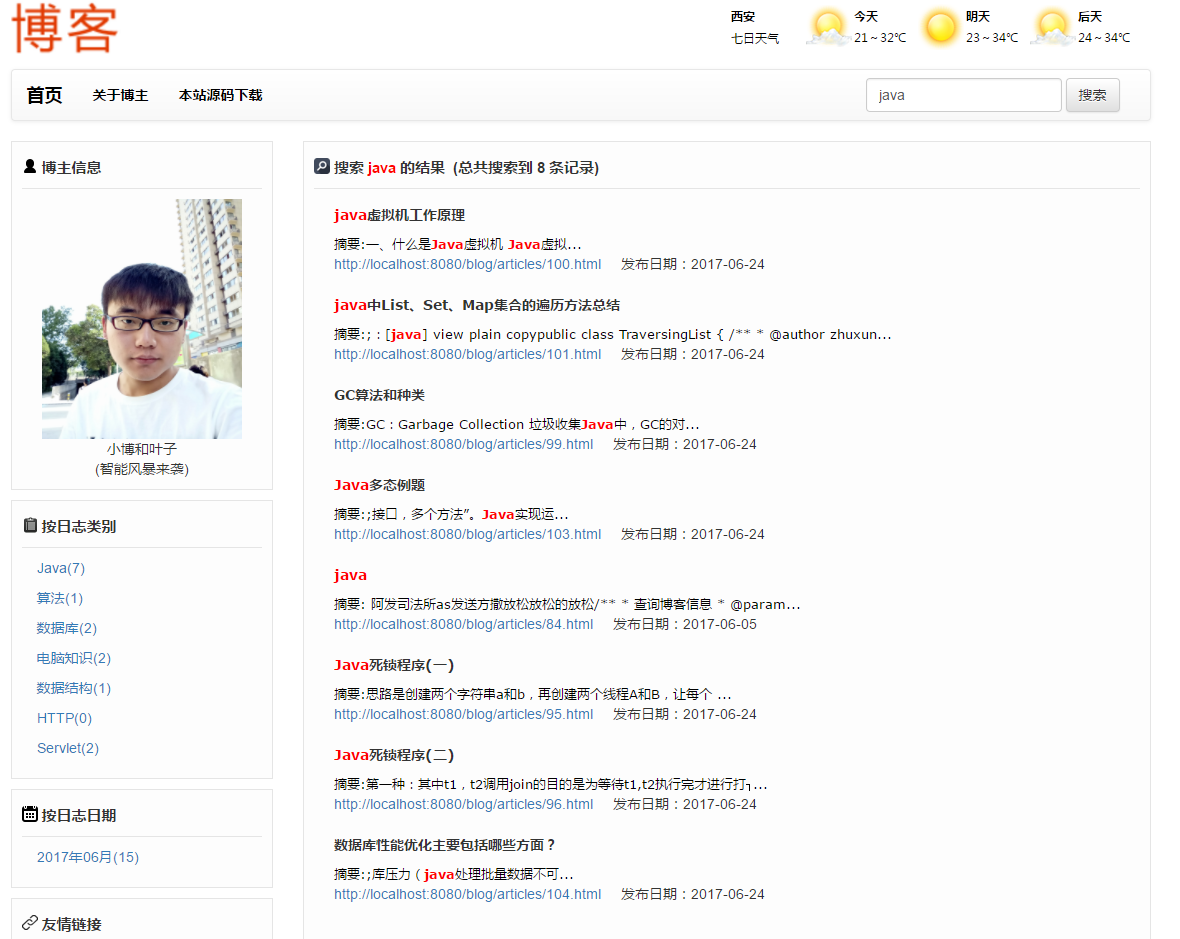 博客
西安
七日天气
今天
21～32℃
明天
23～34℃
后天
24～34℃
首页 关于博主 本站源码下载 java 搜索
博主信息
小博和叶子
(智能风暴来袭)
按日志类别
Java(7)
算法(1)
数据库(2)
电脑知识(2)
数据结构(1)
HTTP(0)
Servlet(2)
按日志日期
2017年06月(15)
友情链接
搜索 java 的结果 (总共搜索到 8 条记录)
java虚拟机工作原理
摘要:一、什么是Java虚拟机 Java虚拟...
http://localhost:8080/blog/articles/100.html 发布日期：2017-06-24
java中List、Set、Map集合的遍历方法总结
摘要:;：[java] view plain copypublic class TraversingList { /** * @author zhuxun...
http://localhost:8080/blog/articles/101.html 发布日期：2017-06-24
GC算法和种类
摘要:GC：Garbage Collection 垃圾收集Java中，GC的对...
http://localhost:8080/blog/articles/99.html 发布日期：2017-06-24
Java多态例题
摘要:;接口，多个方法”。Java实现运...
http://localhost:8080/blog/articles/103.html 发布日期：2017-06-24
java
摘要: 阿发司法所as发送方撒放松放松的放松/** * 查询博客信息 * @param...
http://localhost:8080/blog/articles/84.html 发布日期：2017-06-05
Java死锁程序(一)
摘要:思路是创建两个字符串a和b，再创建两个线程A和B，让每个 ...
http://localhost:8080/blog/articles/95.html 发布日期：2017-06-24
Java死锁程序(二)
摘要:第一种：其中t1，t2调用join的目的是为等待t1,t2执行完才进行打┐...
http://localhost:8080/blog/articles/96.html 发布日期：2017-06-24
数据库性能优化主要包括哪些方面？
摘要:;库压力（java处理批量数据不可...
http://localhost:8080/blog/articles/104.html 发布日期：2017-06-24